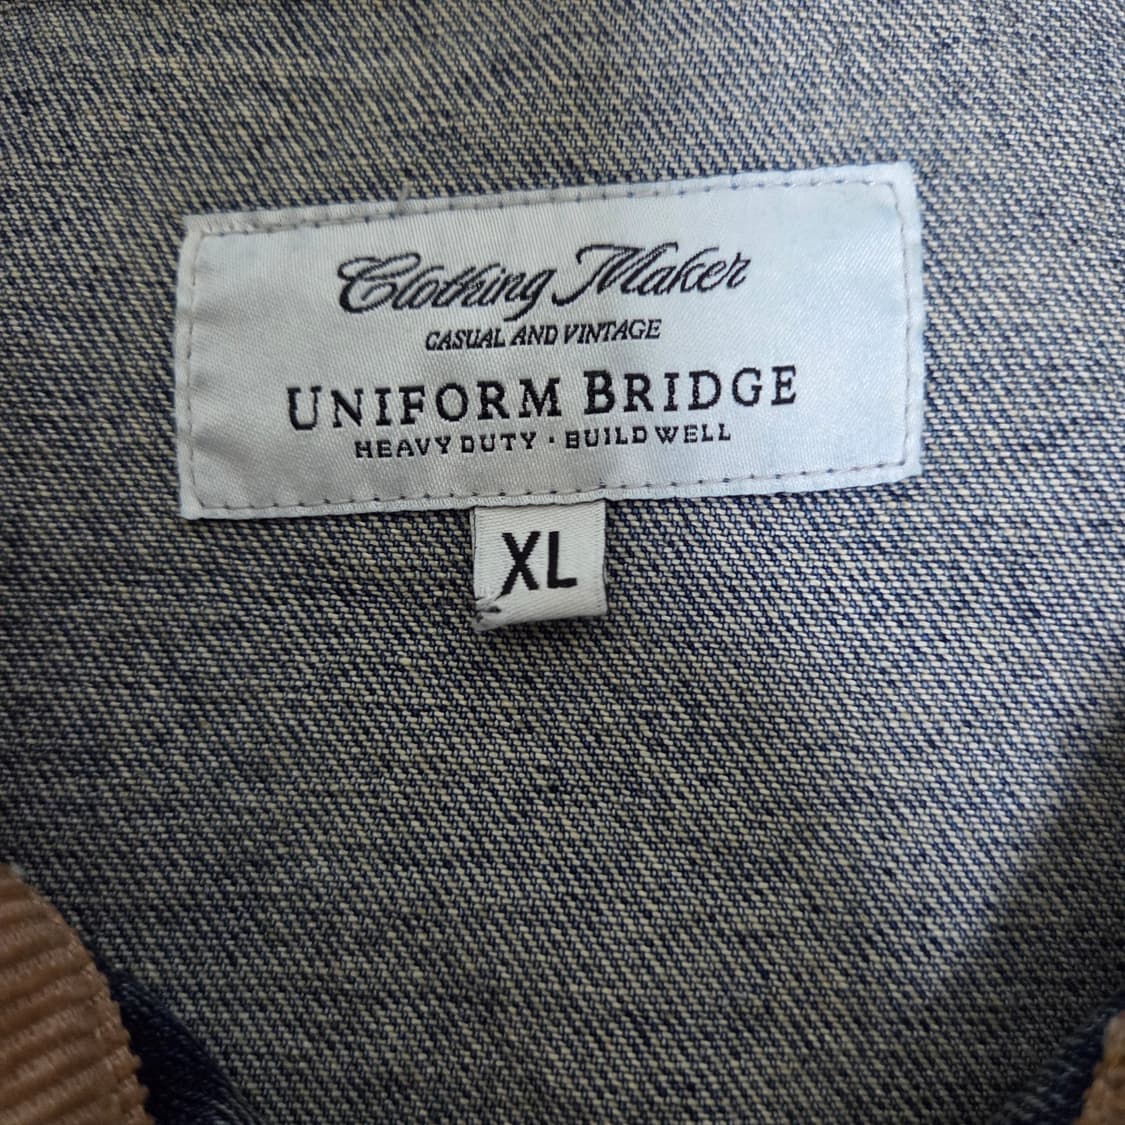 Clothing Maker
CASUAL AND VINTAGE
UNIFORM BRIDGE
HEAVY DUTY · BUILD WELL
XL